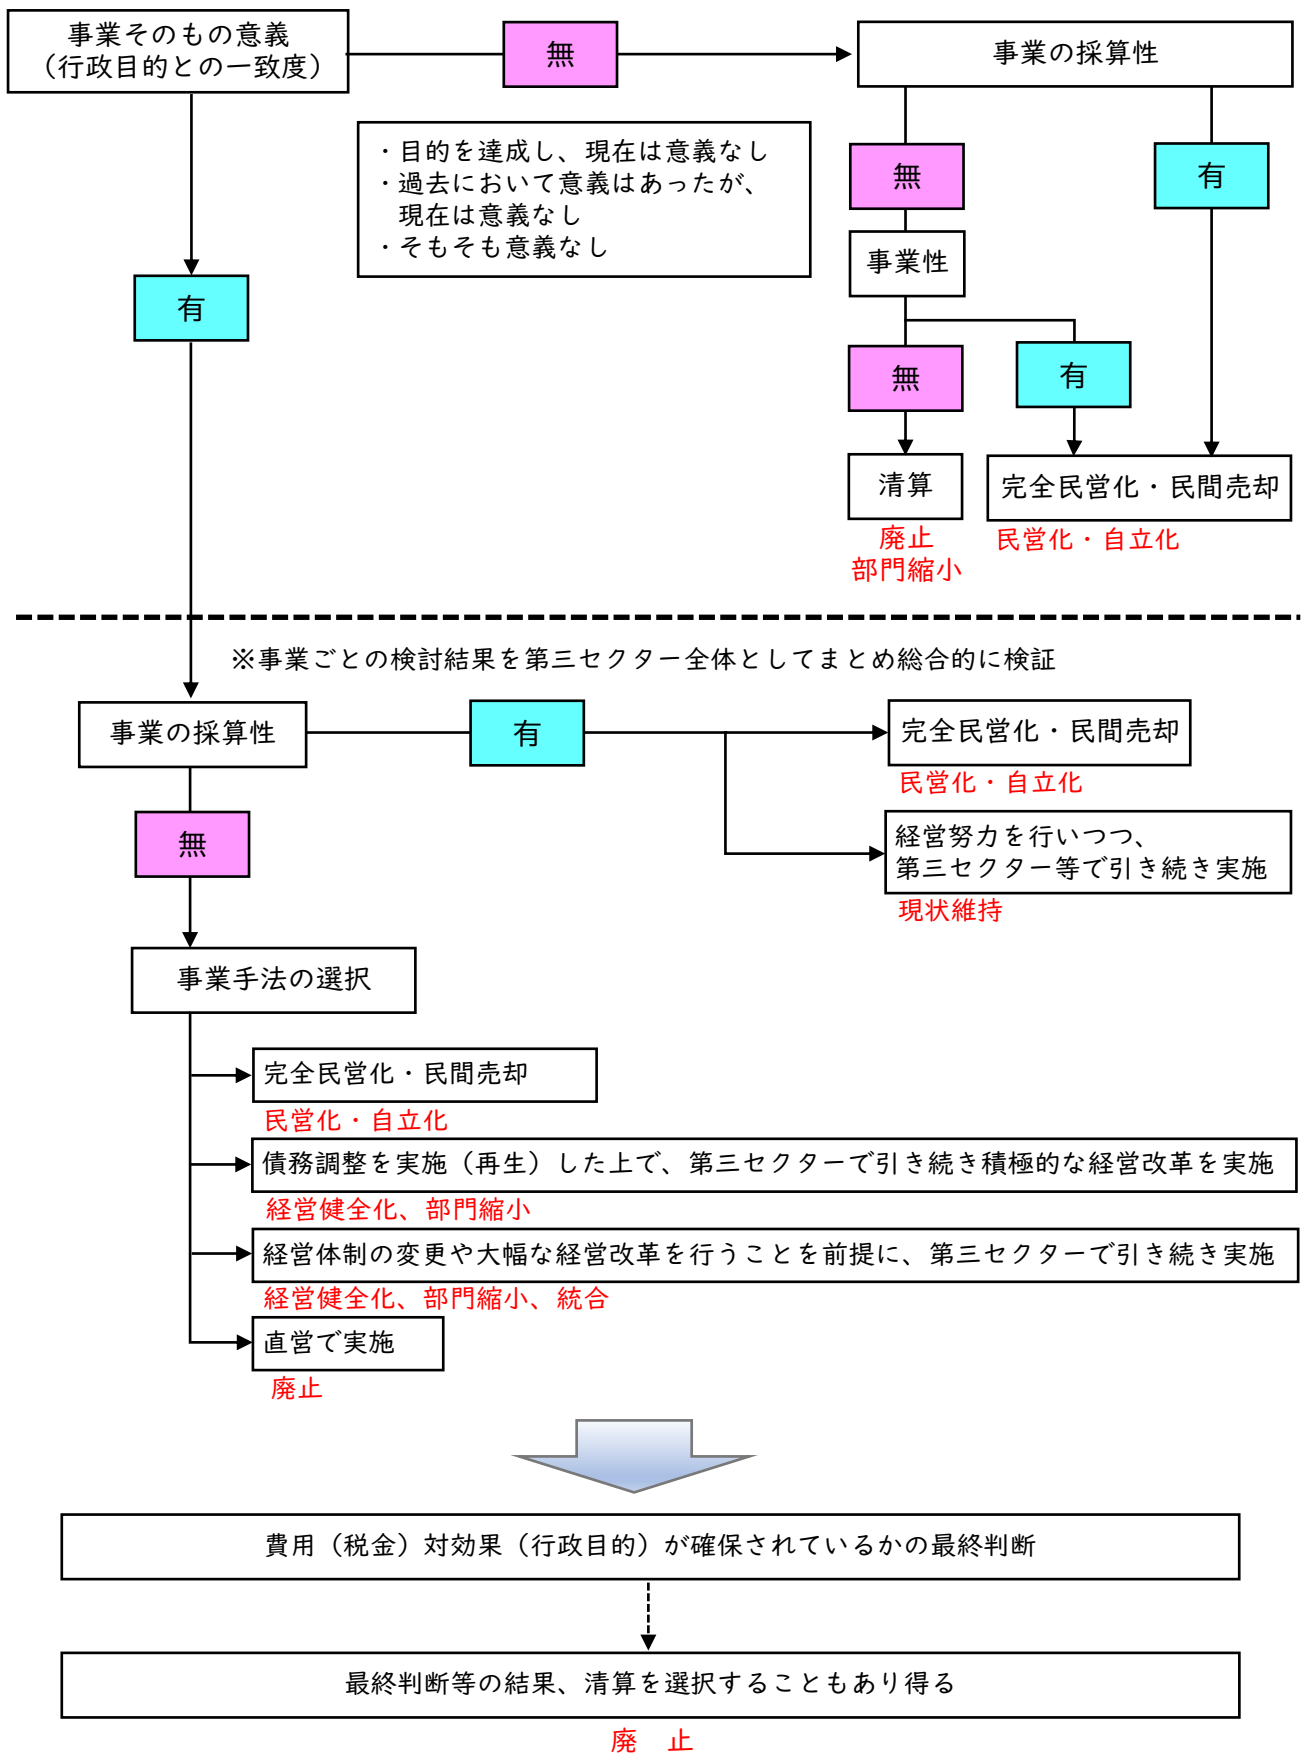 事業そのもの意義
（行政目的との一致度）
無
事業の採算性
・目的を達成し、現在は意義なし
・過去において意義はあったが、
現在は意義なし
・そもそも意義なし
無
有
事業性
有
無
有
清算
完全民営化・民間売却
廃止
部門縮小
民営化・自立化
※事業ごとの検討結果を第三セクター全体としてまとめ総合的に検証
事業の採算性
有
完全民営化・民間売却
民営化・自立化
無
経営努力を行いつつ、
第三セクター等で引き続き実施
現状維持
事業手法の選択
完全民営化・民間売却
民営化・自立化
債務調整を実施（再生）した上で、第三セクターで引き続き積極的な経営改革を実施
経営健全化、部門縮小
経営体制の変更や大幅な経営改革を行うことを前提に、第三セクターで引き続き実施
経営健全化、部門縮小、統合
直営で実施
廃止
費用（税金）対効果（行政目的）が確保されているかの最終判断
最終判断等の結果、清算を選択することもあり得る
廃　止